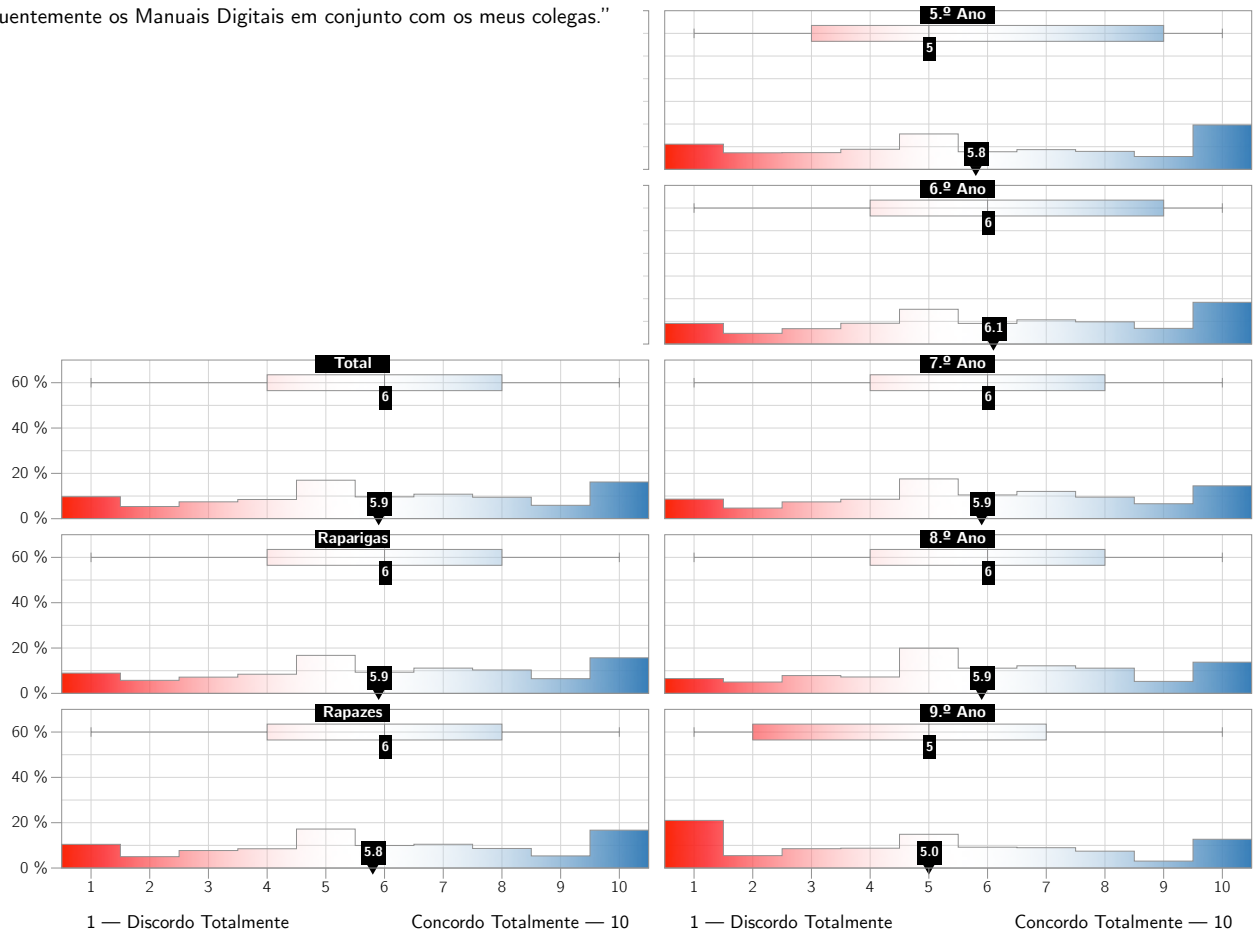 os Manuais Digitais em conjunto com os meus colegas.”
5.º Ano
5
5.8
6.º Ano
6
6.1
Total
60 %
40 %
20 %
0 %
6
5.9
7.º Ano
6
5.9
Raparigas
60 %
40 %
20 %
0 %
6
5.9
8.º Ano
6
5.9
Rapazes
60 %
40 %
20 %
0 %
6
5.8
9.º Ano
5
5.0
1 2 3 4 5 6 7 8 9 10
1 2 3 4 5 6 7 8 9 10
1 — Discordo Totalmente Concordo Totalmente — 10
1 — Discordo Totalmente Concordo Totalmente — 10